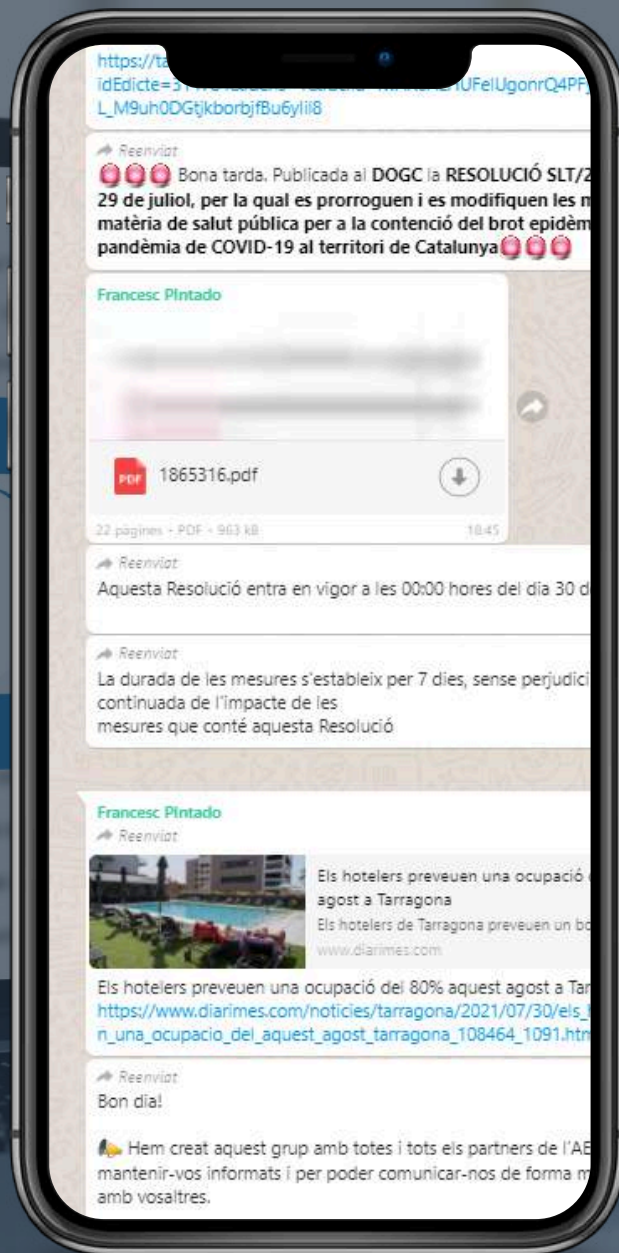 https://ta
L_M9uh0DGtjkborbjfBu6ylil8
Reenviat
Bona tarda. Publicada al DOGC la RESOLUCIÓ SLT/2
29 de juliol, per la qual es prorroguen i es modifiquen les m
matèria de salut pública per a la contenció del brot epidèm
pandèmia de COVID-19 al territori de Catalunya
Francesc PIntado
PDF 1865316.pdf
22 pàgines • PDF • 963 kB 18:45
Reenviat
Aquesta Resolució entra en vigor a les 00:00 hores del dia 30 d
Reenviat
La durada de les mesures s'estableix per 7 dies, sense perjudici
continuada de l'impacte de les
mesures que conté aquesta Resolució
Francesc PIntado
Reenviat
Els hotelers preveuen una ocupació
agost a Tarragona
Els hotelers de Tarragona preveuen un bo
www.diarimes.com
Els hotelers preveuen una ocupació del 80% aquest agost a Tar
https://www.diarimes.com/noticies/tarragona/2021/07/30/els_h
n_una_ocupacio_del_aquest_agost_tarragona_108464_1091.htm
Reenviat
Bon dia!
Hem creat aquest grup amb totes i tots els partners de l'AE
mantenir-vos informats i per poder comunicar-nos de forma m
amb vosaltres.